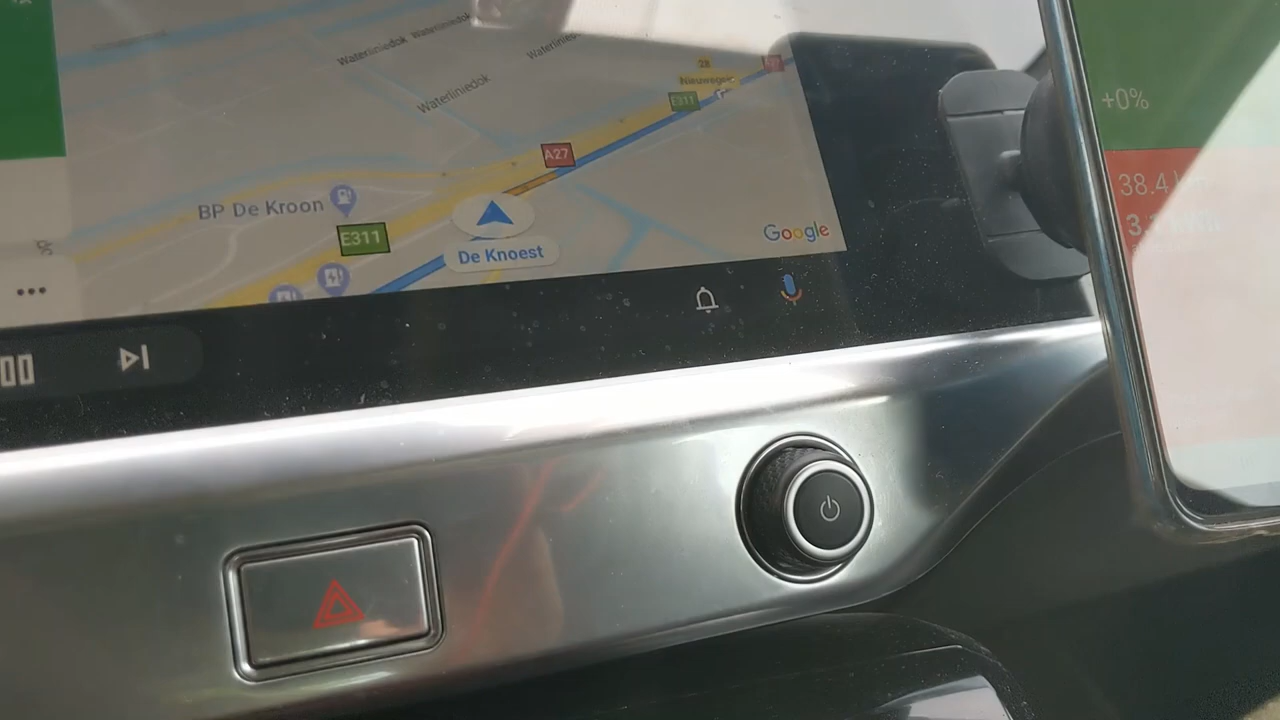 Waterliniedok
Waterliniedok
Waterliniedok
28
Nieuwegein
E311
A27
+0%
38.4
BP De Kroon
E311
De Knoest
Google